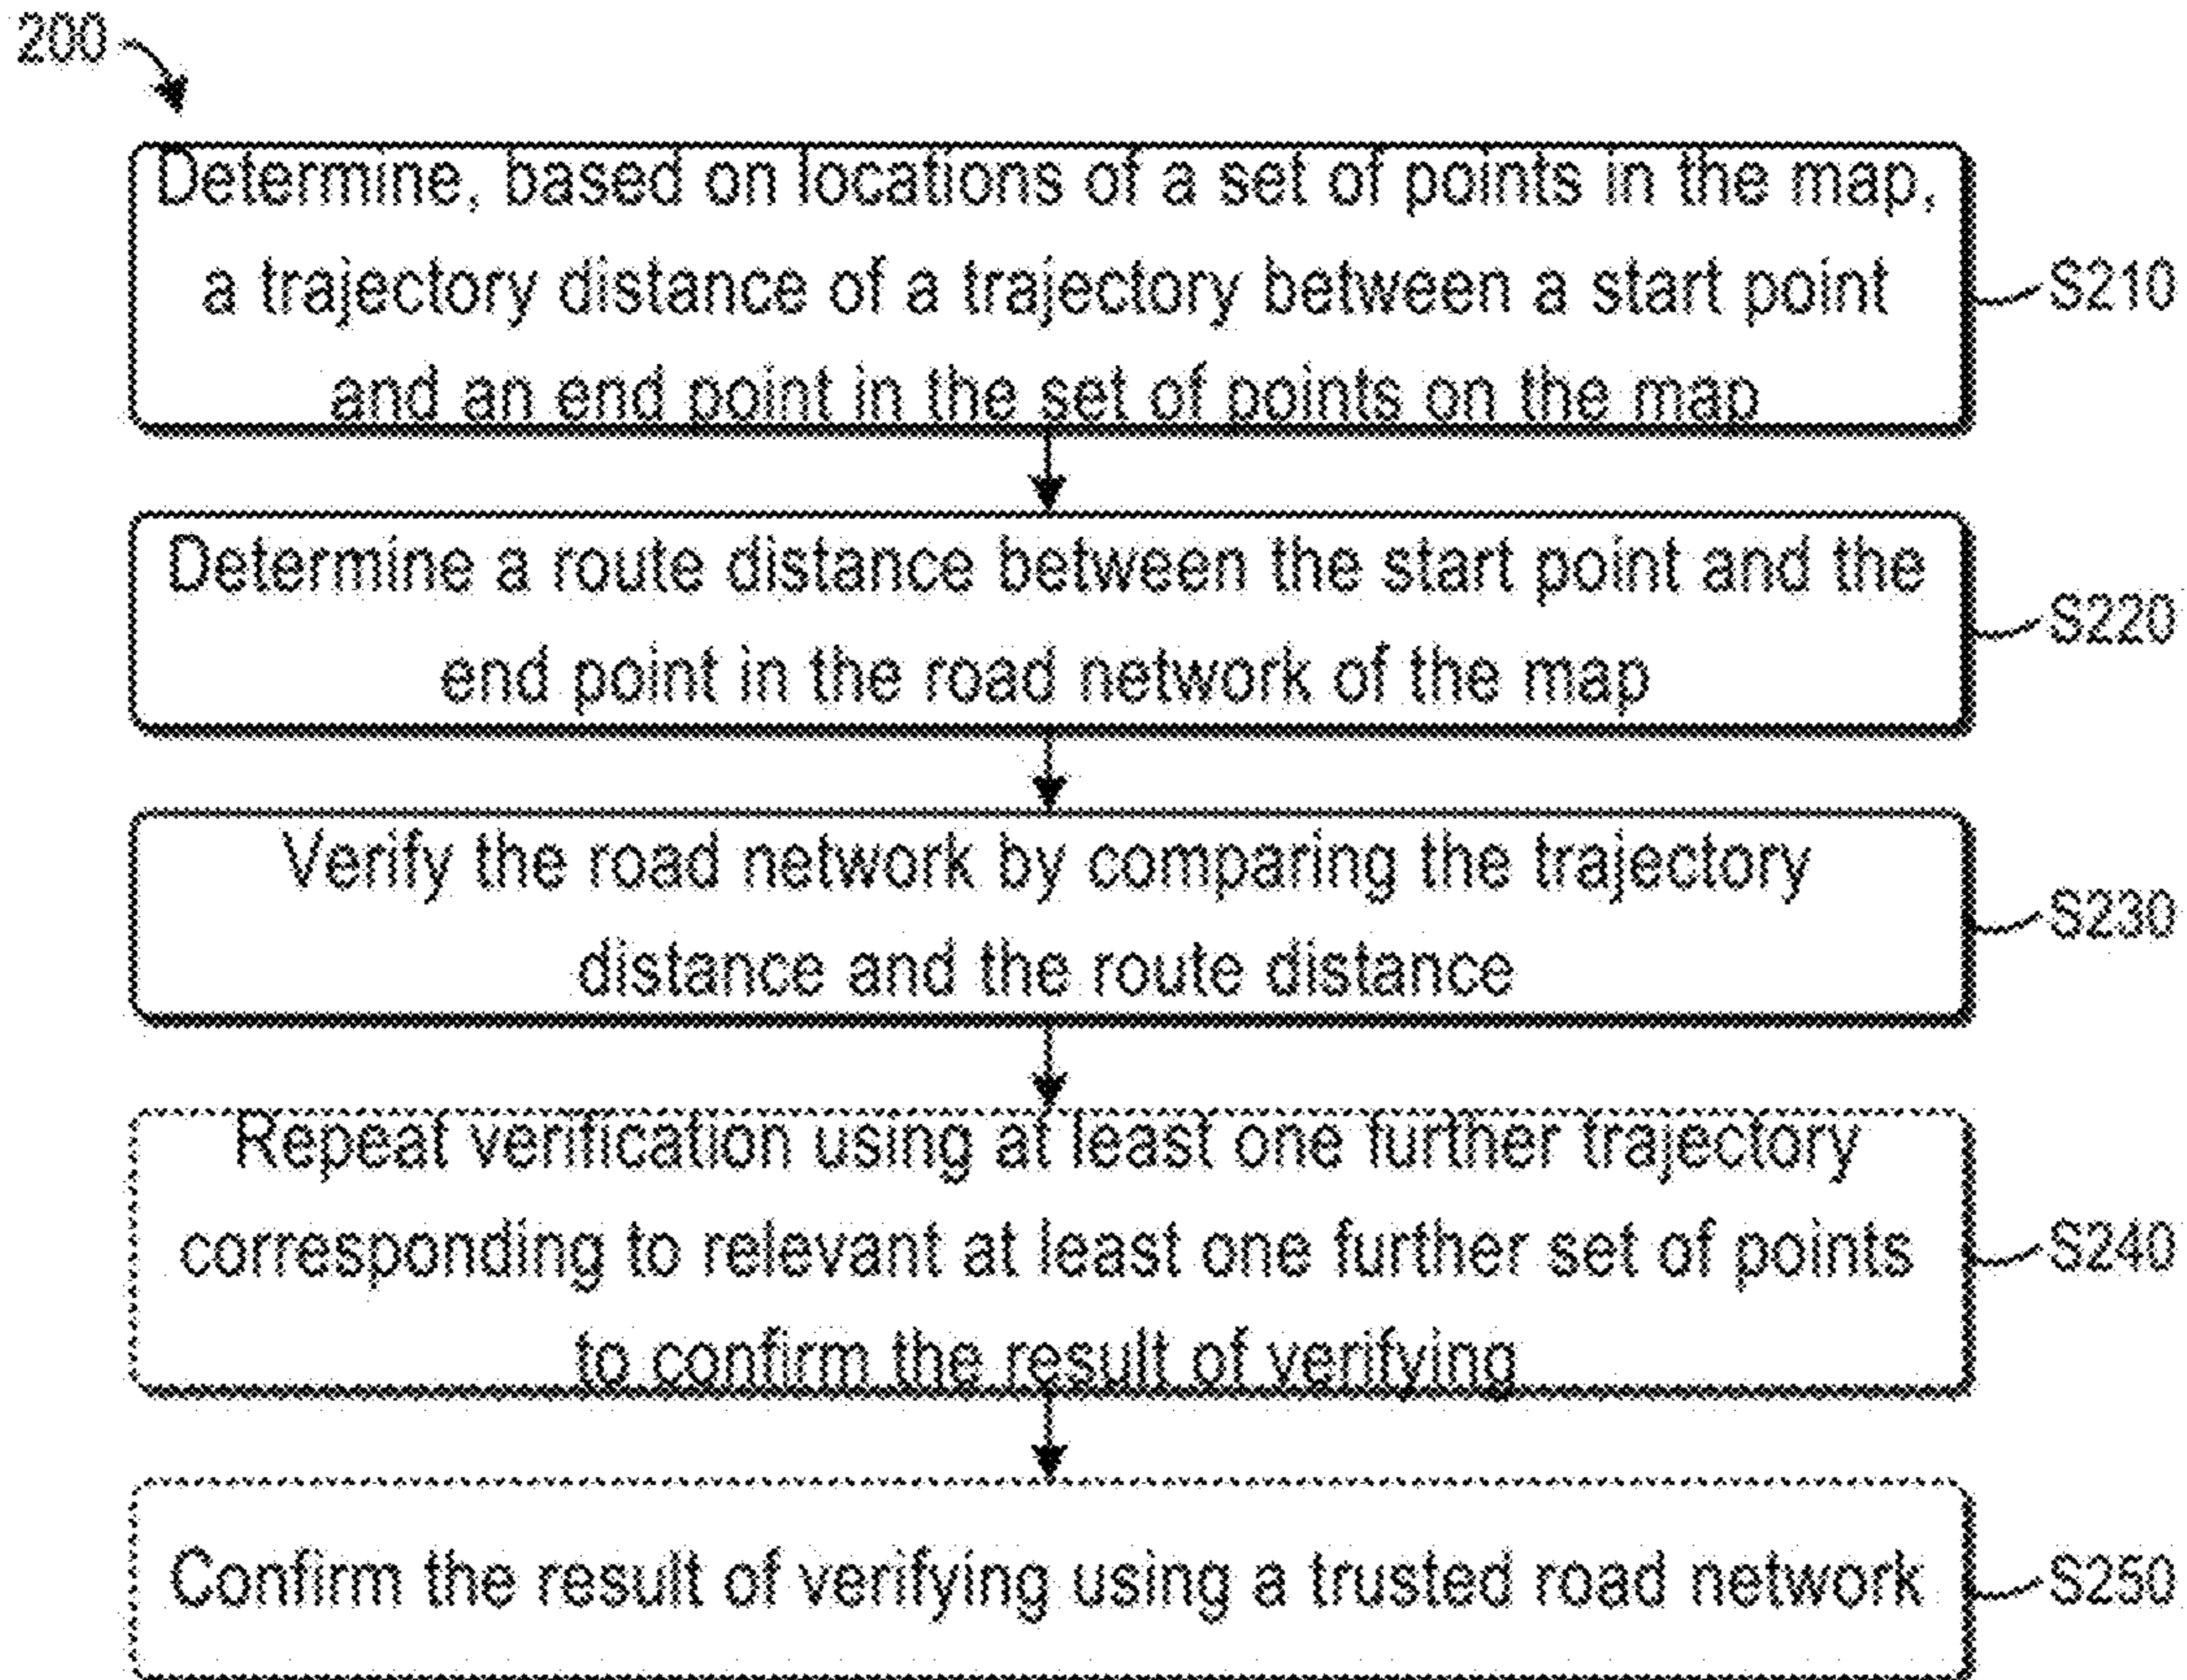 200
Determine, based on locations of a set of points in the map,
a trajectory distance of a trajectory between a start point
and an end point in the set of points on the map
S210
Determine a route distance between the start point and the
end point in the road network of the map
S220
Verify the road network by comparing the trajectory
distance and the route distance
S230
Repeat verification using at least one further trajectory
corresponding to relevant at least one further set of points
to confirm the result of verifying
S240
Confirm the result of verifying using a trusted road network
S250